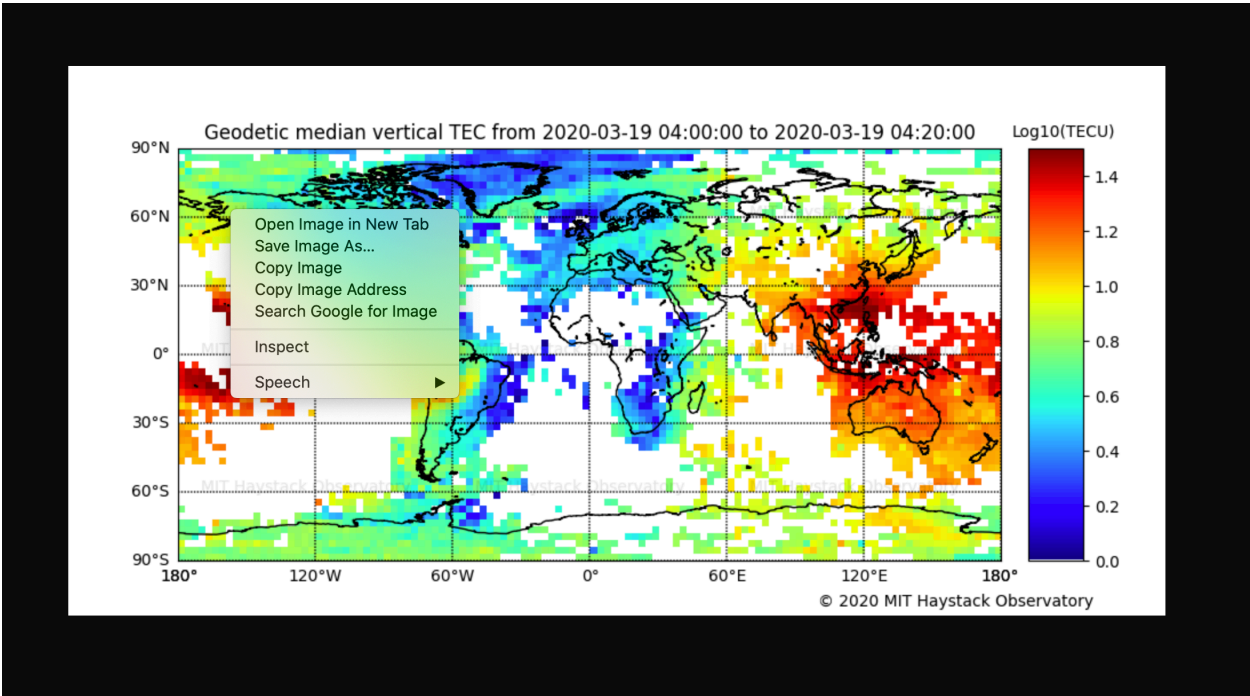 Geodetic median vertical TEC from 2020-03-19 04:00:00 to 2020-03-19 04:20:00
Log10(TECU)
90°N
60°N
30°N
0°
30°S
60°S
90°S
180°
120°W
60°W
0°
60°E
120°E
180°
1.4
1.2
1.0
0.8
0.6
0.4
0.2
0.0
Open Image in New Tab
Save Image As...
Copy Image
Copy Image Address
Search Google for Image
Inspect
Speech
MIT Haystack Observatory
© 2020 MIT Haystack Observatory